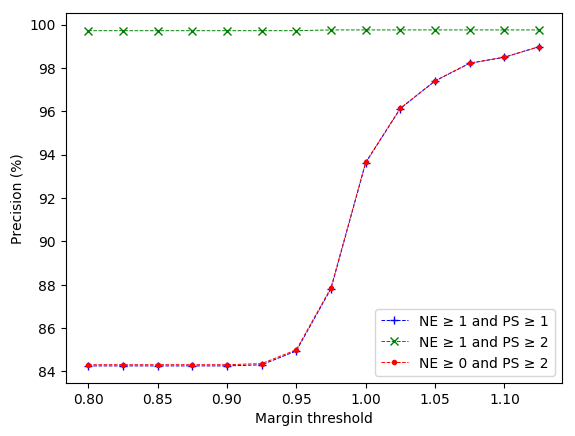 100
98
96
94
92
90
88
86
84
Precision (%)
0.80 0.85 0.90 0.95 1.00 1.05 1.10
Margin threshold
NE ≥ 1 and PS ≥ 1
NE ≥ 1 and PS ≥ 2
NE ≥ 0 and PS ≥ 2